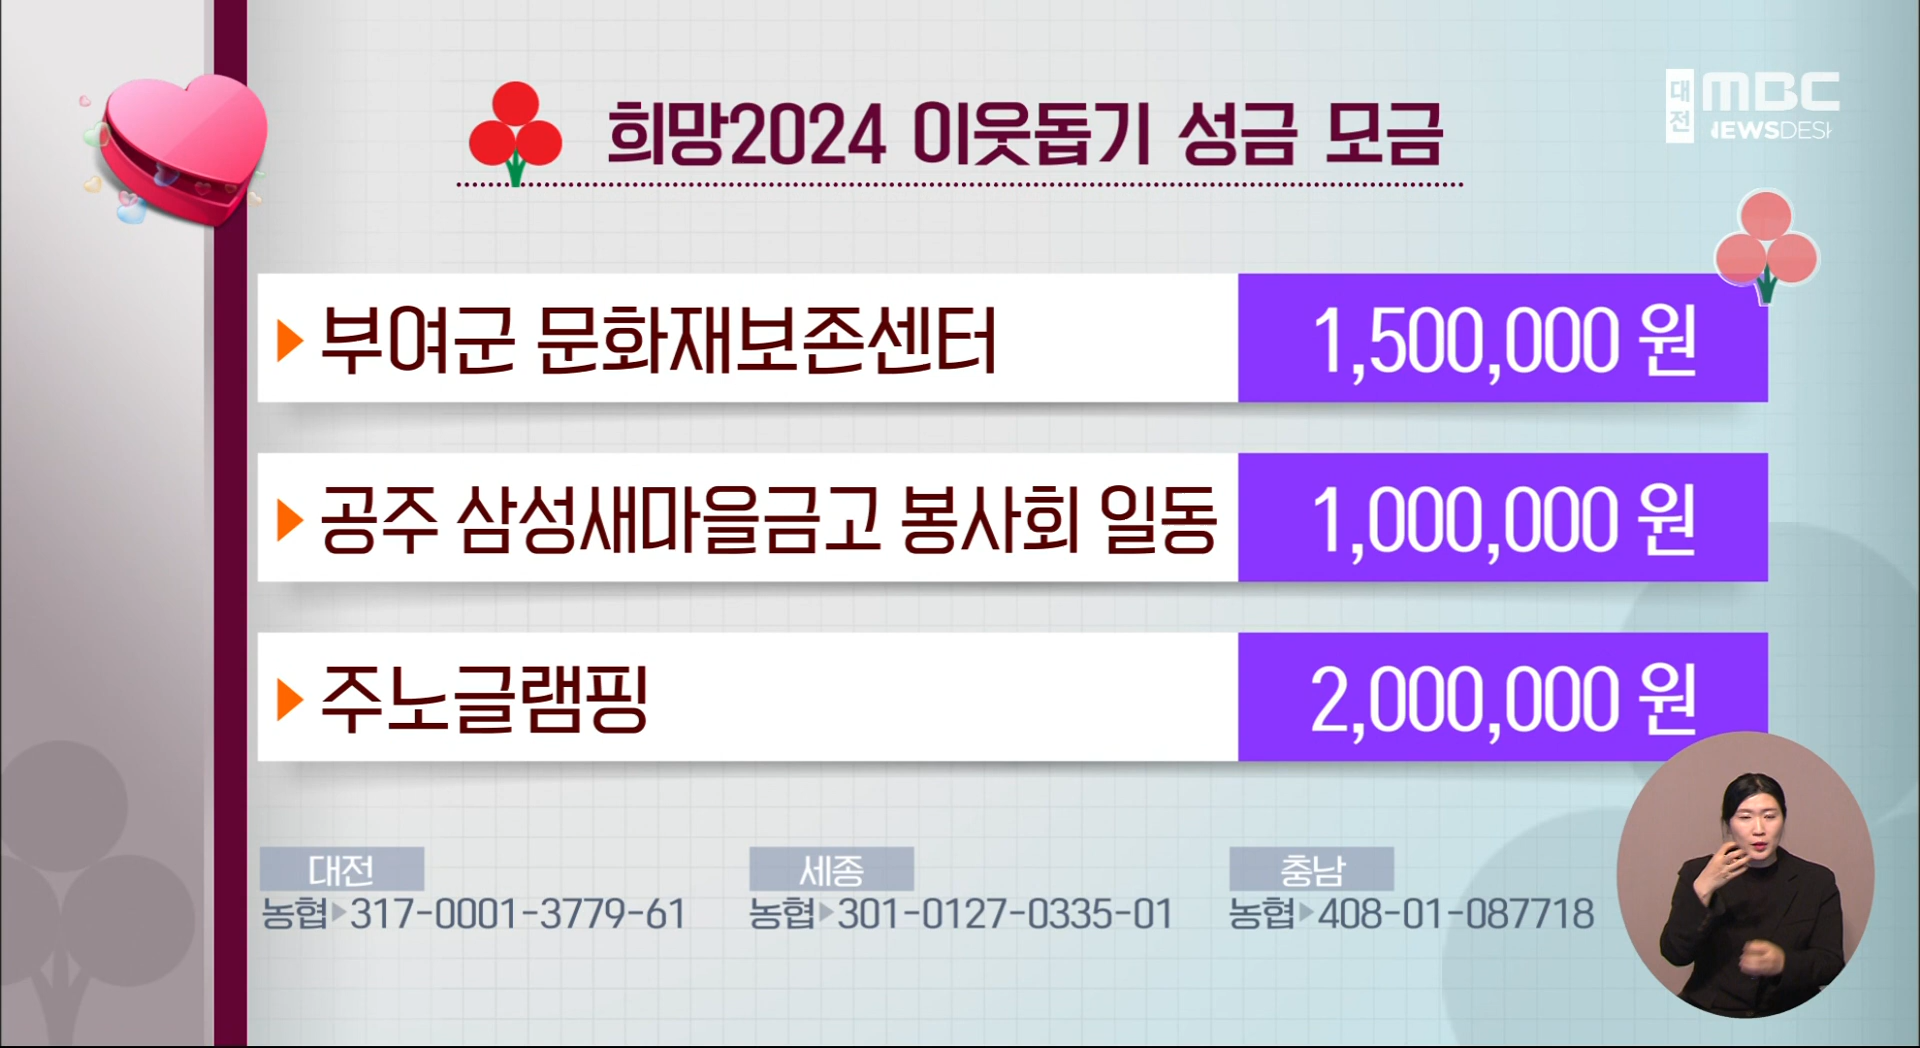 희망2024 이웃돕기 성금 모금
대전 MBC
NEWSDESK
부여군 문화재보존센터 1,500,000 원
공주 삼성새마을금고 봉사회 일동 1,000,000 원
주노글램핑 2,000,000 원
대전 세종 충남
농협▶317-0001-3779-61 농협▶301-0127-0335-01 농협▶408-01-087718